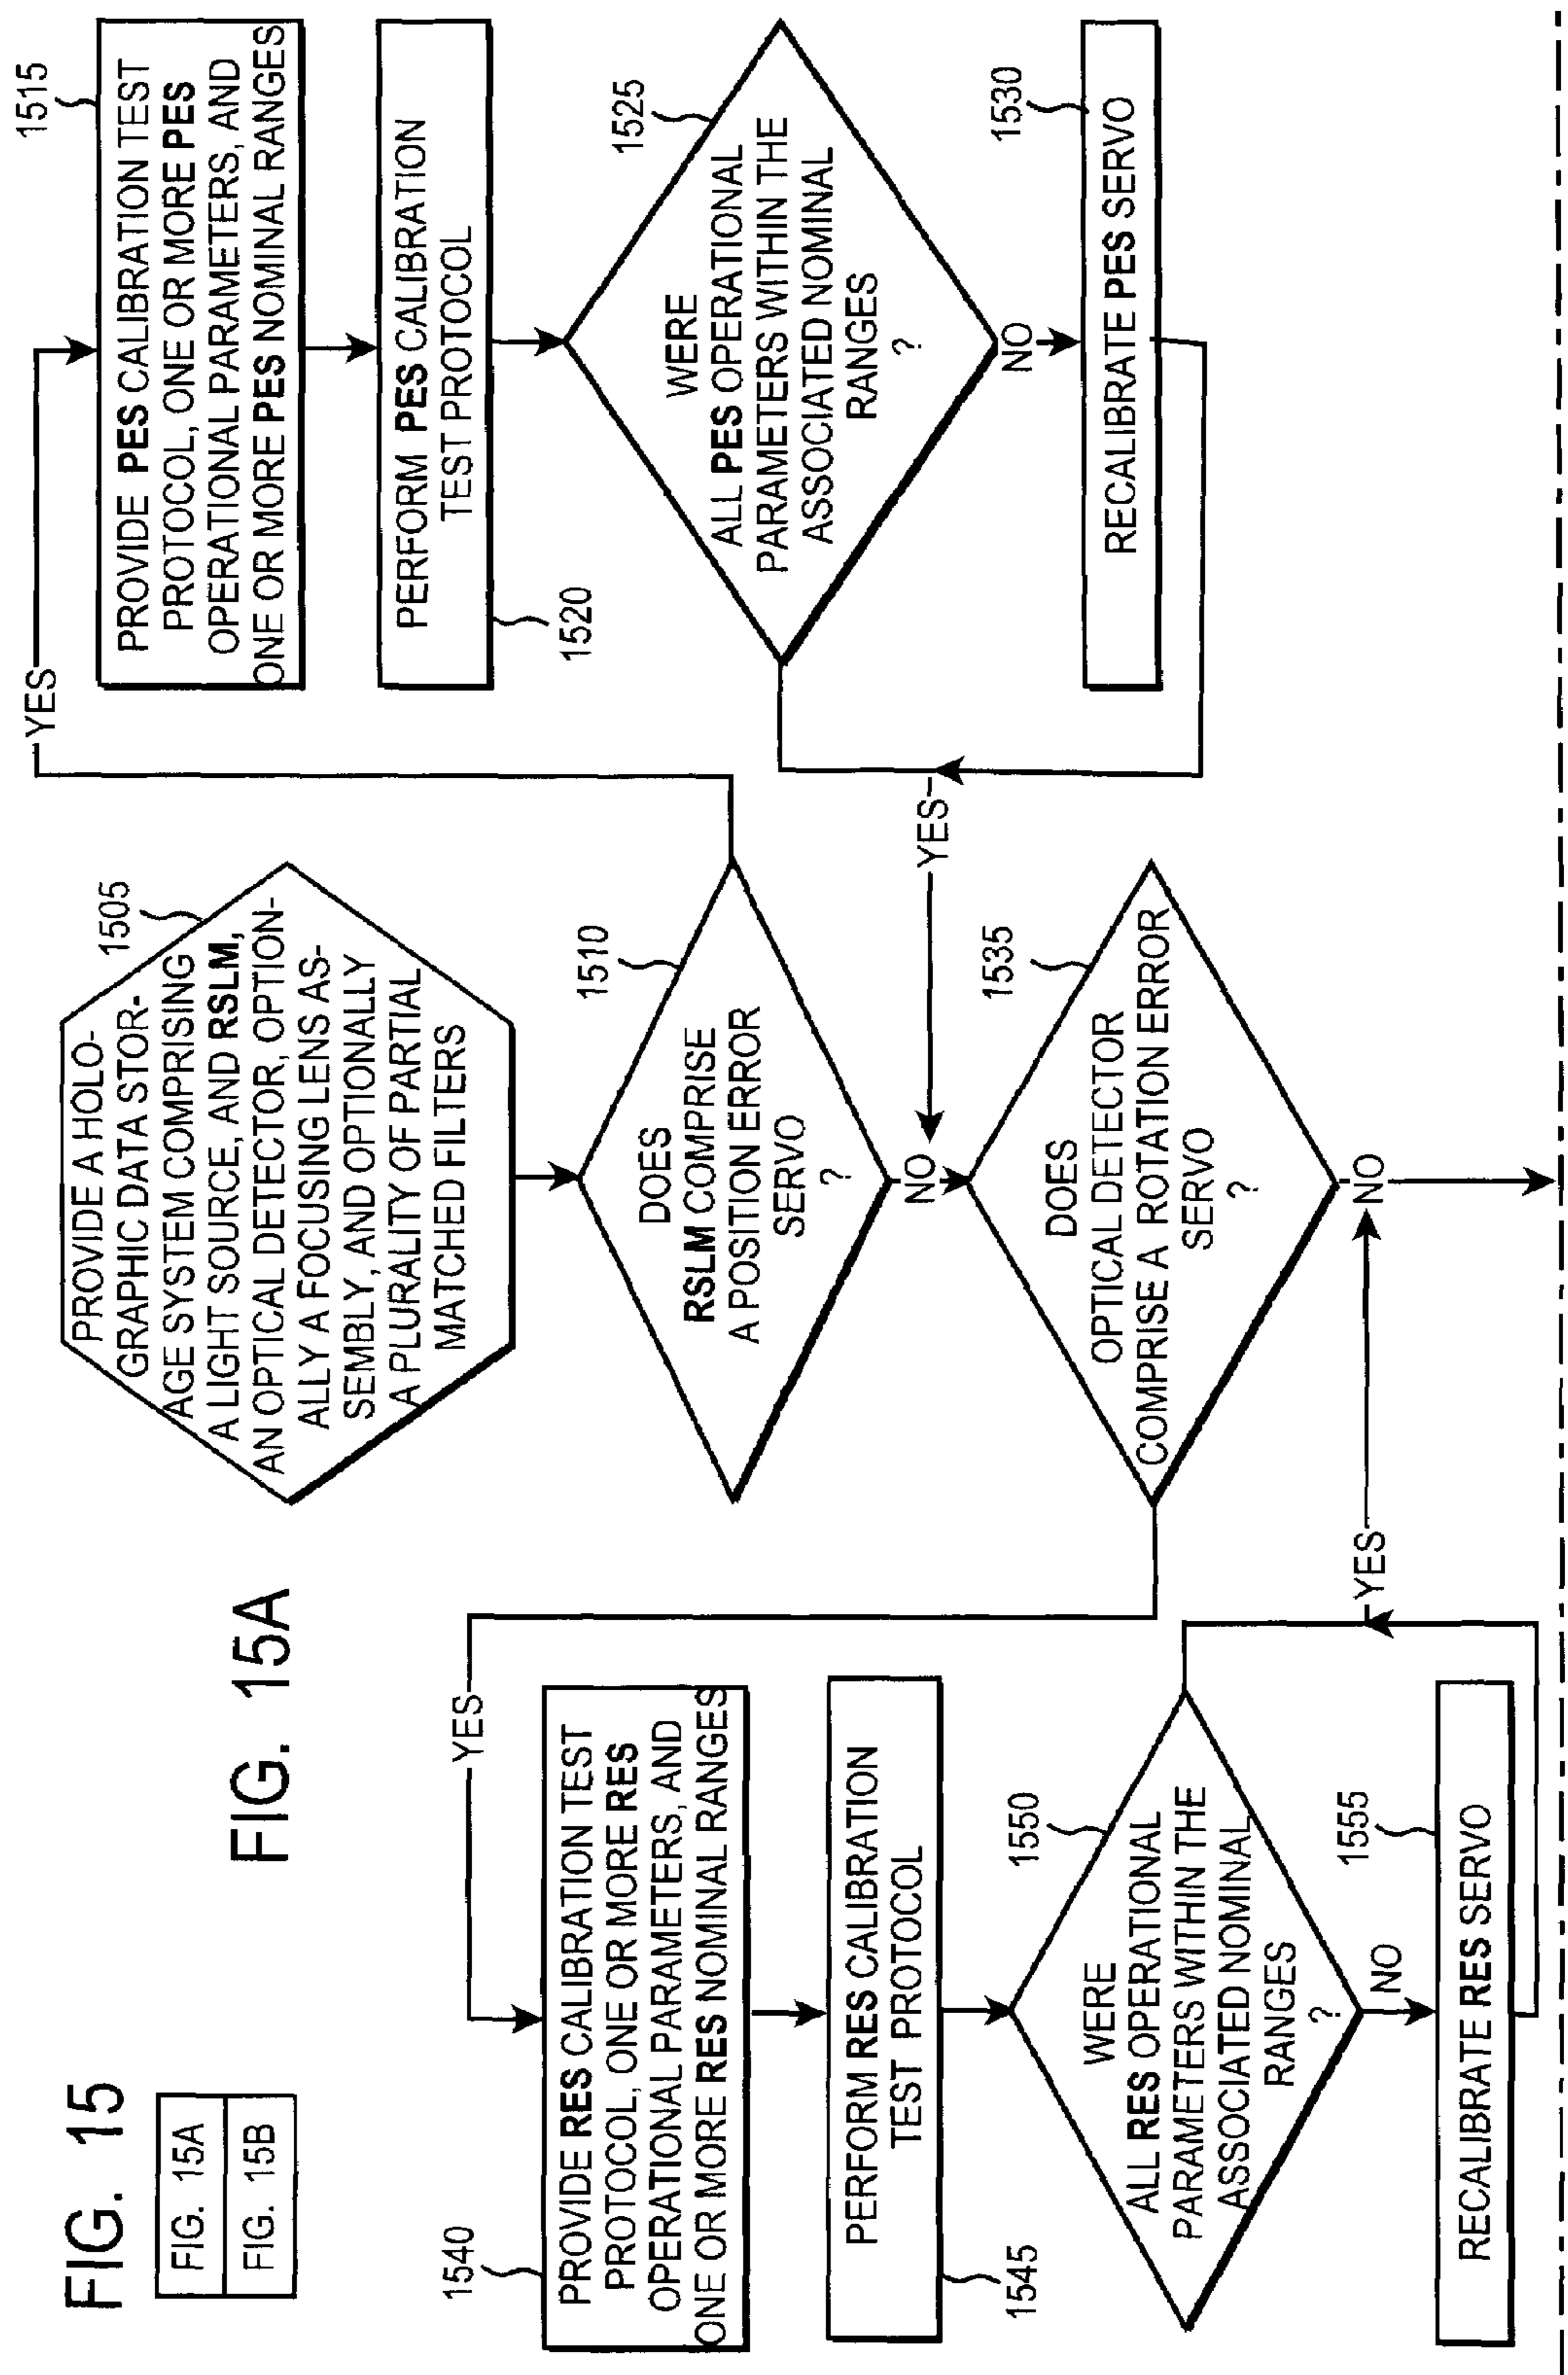 FIG. 15
FIG. 15A
FIG. 15B
FIG. 15A
1505
PROVIDE A HOLO-
GRAPHIC DATA STOR-
AGE SYSTEM COMPRISING
A LIGHT SOURCE, AND RSLM,
AN OPTICAL DETECTOR, OPTION-
ALLY A FOCUSING LENS AS-
SEMBLY, AND OPTIONALLY
A PLURALITY OF PARTIAL
MATCHED FILTERS
1510
DOES
RSLM COMPRISE
A POSITION ERROR
SERVO
?
YES
NO
1515
PROVIDE PES CALIBRATION TEST
PROTOCOL, ONE OR MORE PES
OPERATIONAL PARAMETERS, AND
ONE OR MORE PES NOMINAL RANGES
1520
PERFORM PES CALIBRATION
TEST PROTOCOL
1525
WERE
ALL PES OPERATIONAL
PARAMETERS WITHIN THE
ASSOCIATED NOMINAL
RANGES
?
YES
NO
1530
RECALIBRATE PES SERVO
1535
DOES
OPTICAL DETECTOR
COMPRISE A ROTATION ERROR
SERVO
?
YES
NO
1540
PROVIDE RES CALIBRATION TEST
PROTOCOL, ONE OR MORE RES
OPERATIONAL PARAMETERS, AND
ONE OR MORE RES NOMINAL RANGES
1545
PERFORM RES CALIBRATION
TEST PROTOCOL
1550
WERE
ALL RES OPERATIONAL
PARAMETERS WITHIN THE
ASSOCIATED NOMINAL
RANGES
?
YES
NO
1555
RECALIBRATE RES SERVO